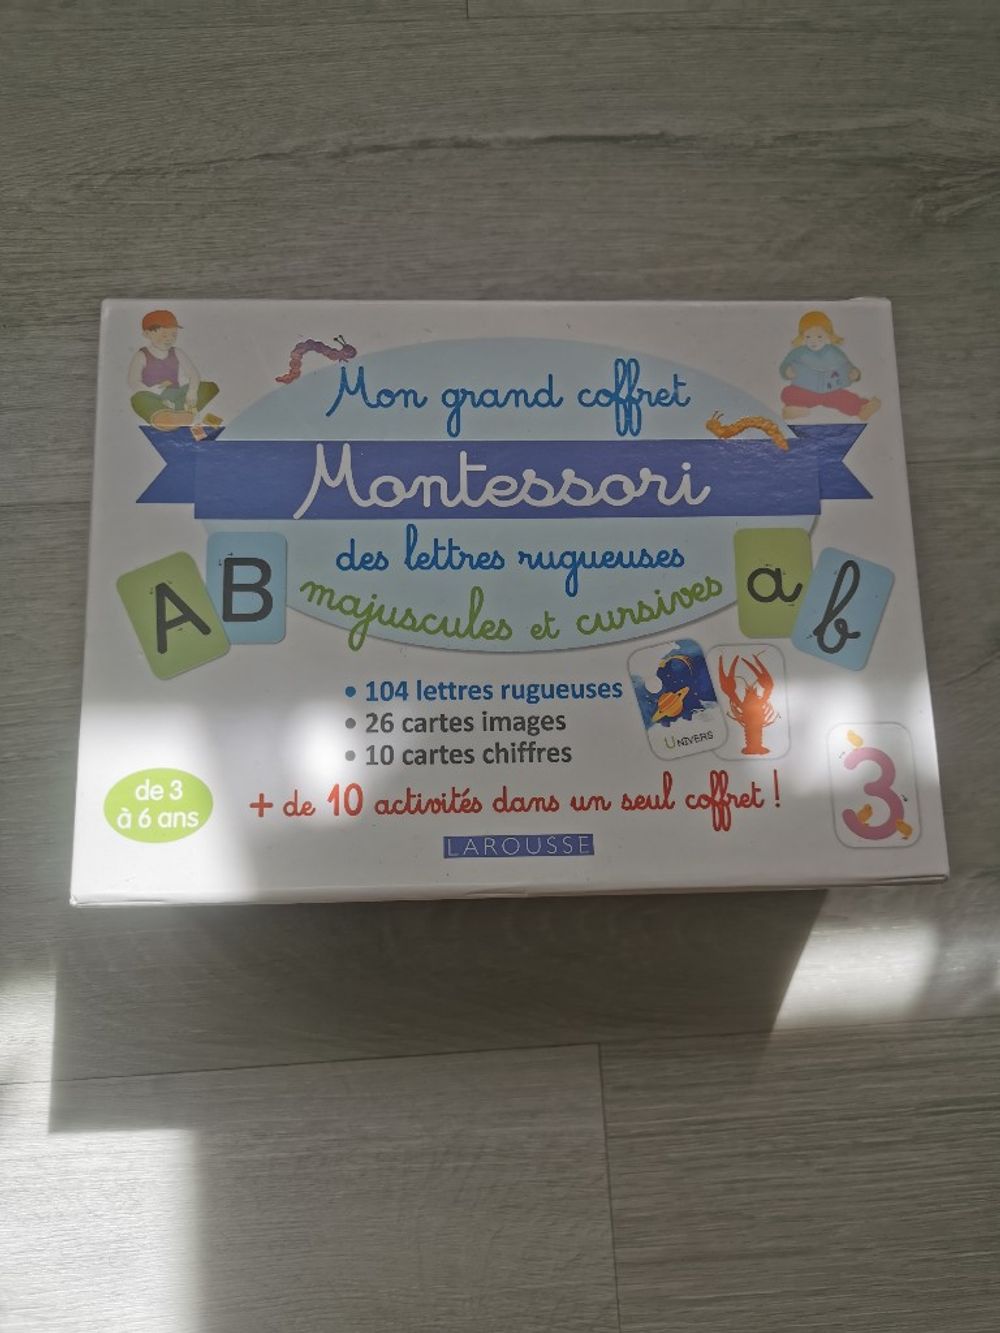 Mon grand coffret
Montessori
des lettres rugueuses
majuscules et cursives
A
B
a
b
• 104 lettres rugueuses
• 26 cartes images
• 10 cartes chiffres
UNIVERS
3
de 3
à 6 ans
+ de 10 activités dans un seul coffret !
LAROUSSE